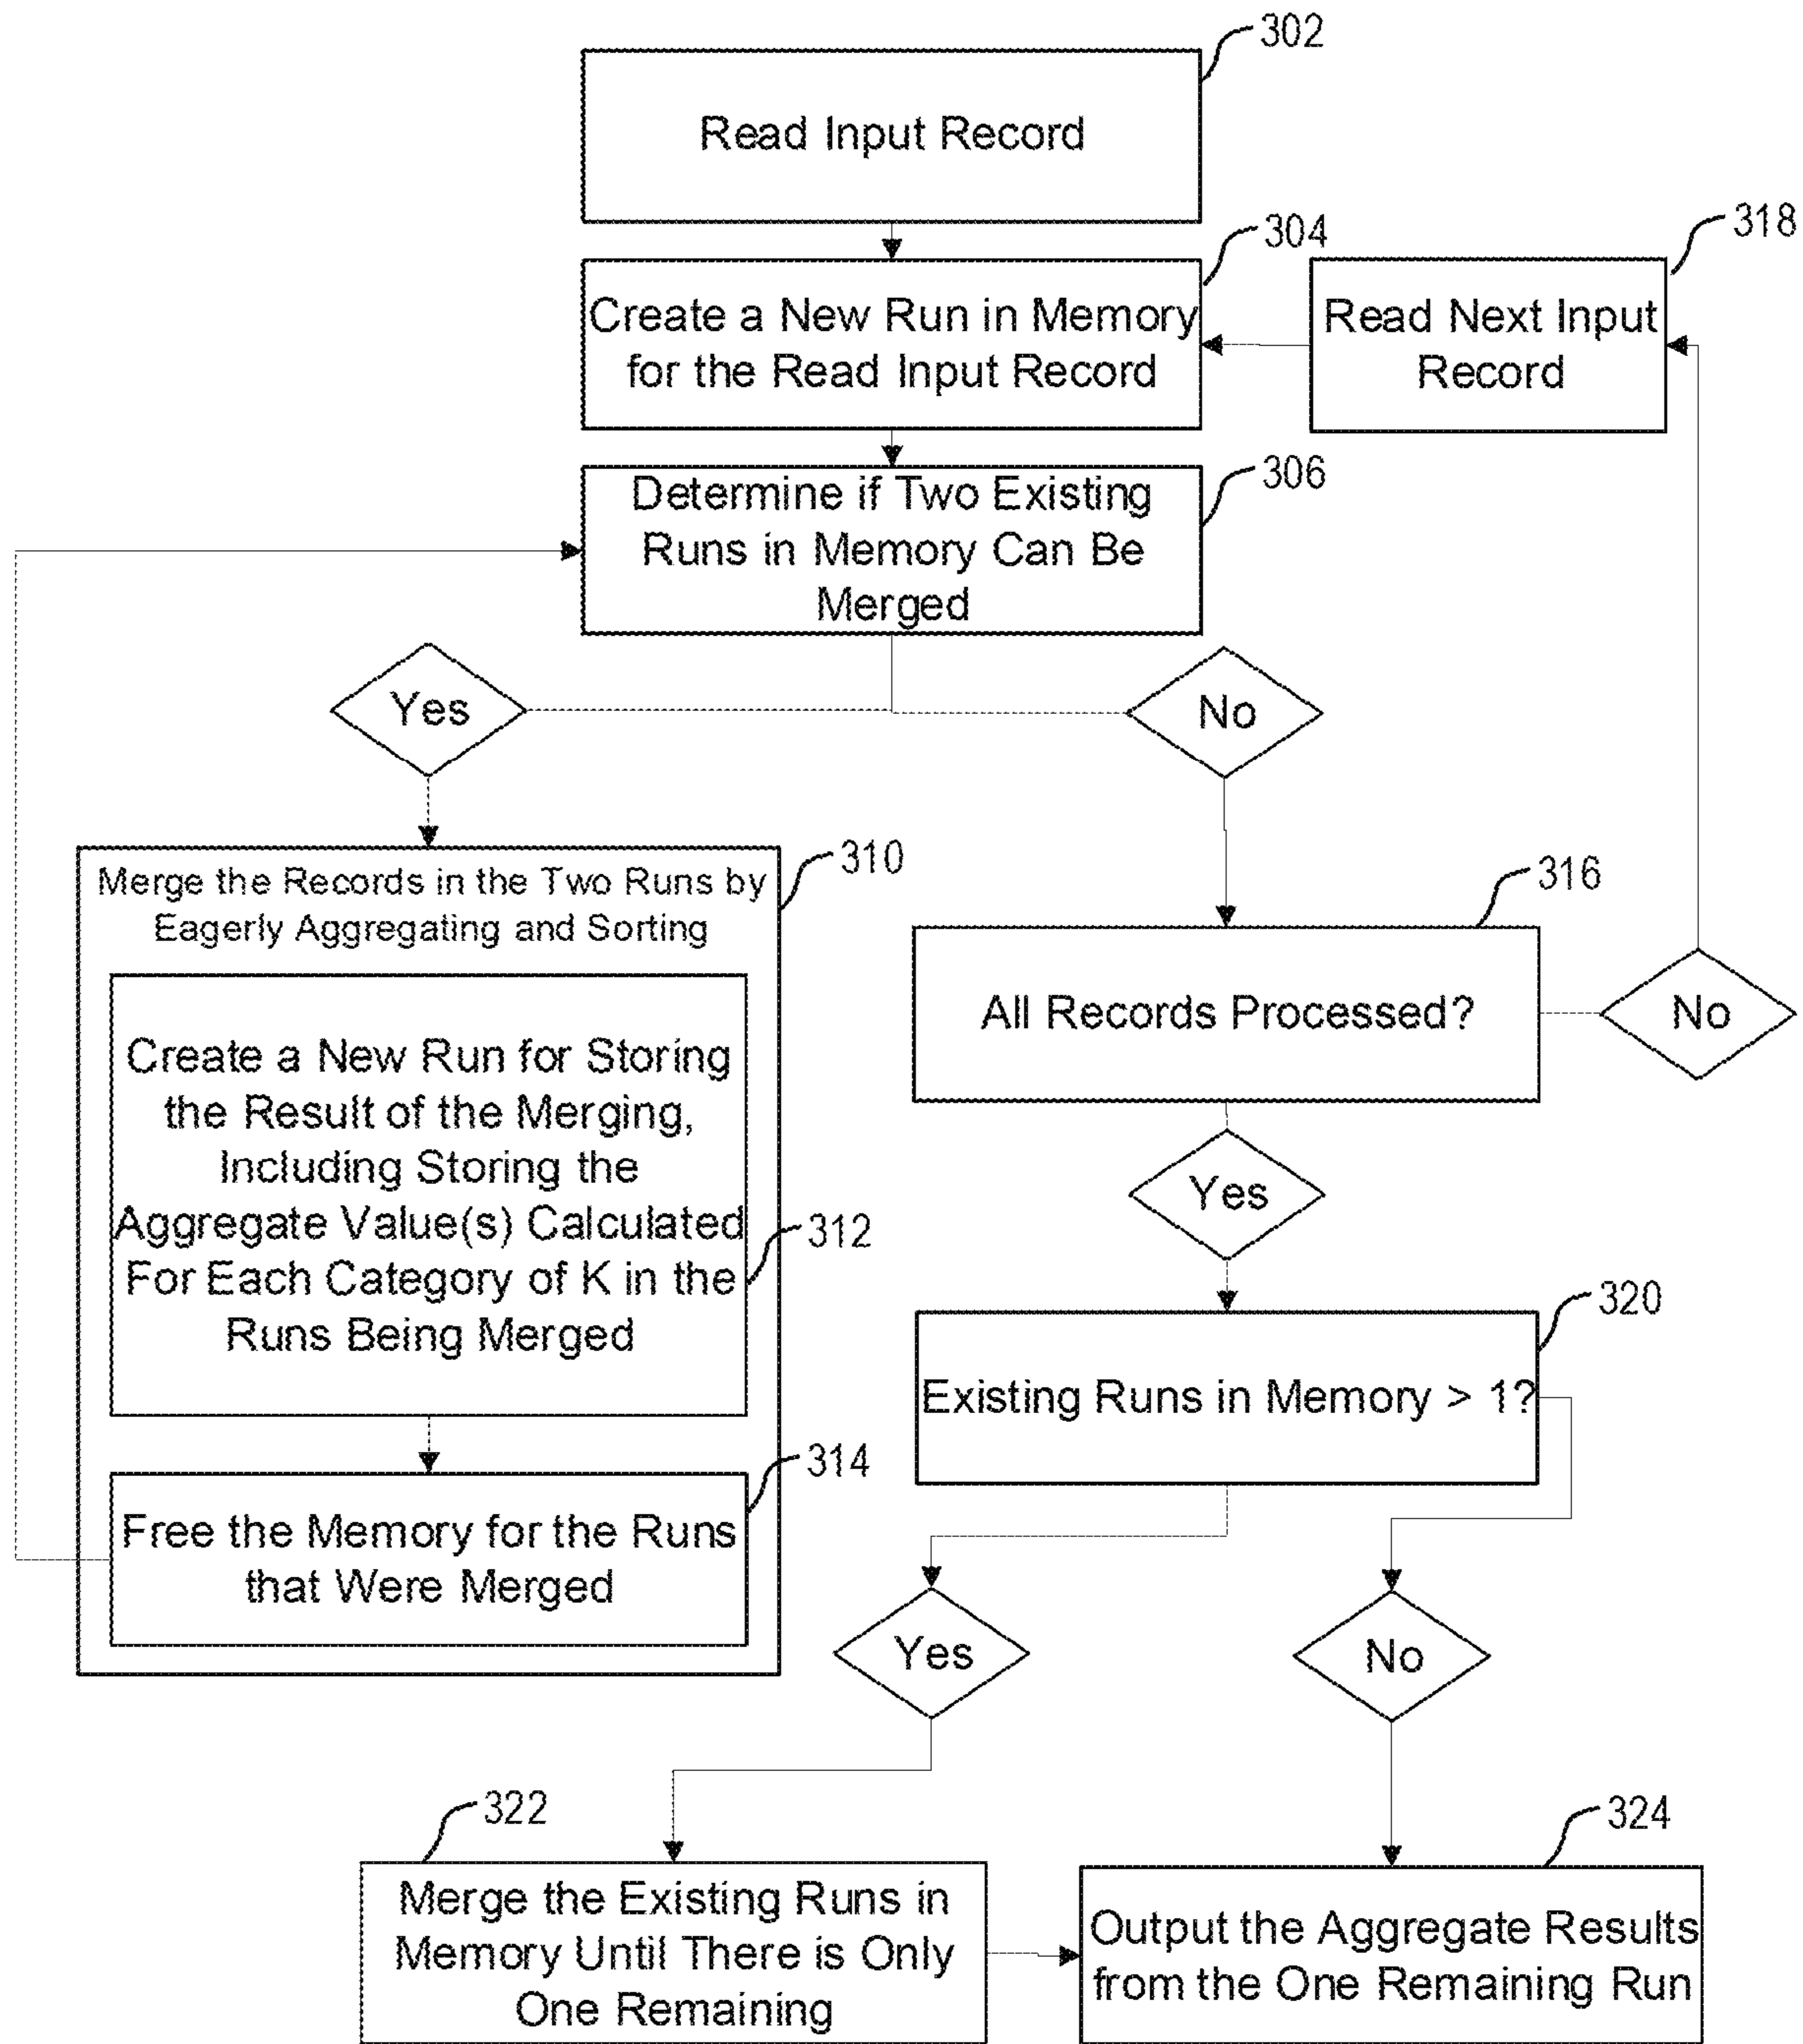 302
Read Input Record
304
318
Create a New Run in Memory
for the Read Input Record
Read Next Input
Record
306
Determine if Two Existing
Runs in Memory Can Be
Merged
Yes
No
310
Merge the Records in the Two Runs by
Eagerly Aggregating and Sorting
316
All Records Processed?
No
Create a New Run for Storing
the Result of the Merging,
Including Storing the
Aggregate Value(s) Calculated
For Each Category of K in the
Runs Being Merged
312
Yes
320
Existing Runs in Memory > 1?
314
Free the Memory for the Runs
that Were Merged
Yes
No
322
324
Merge the Existing Runs in
Memory Until There is Only
One Remaining
Output the Aggregate Results
from the One Remaining Run